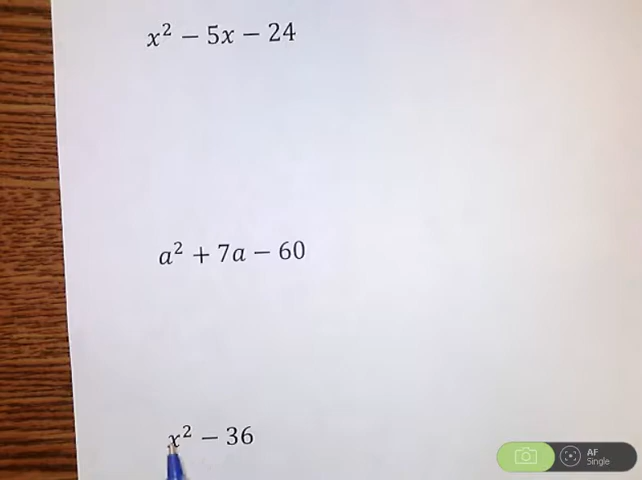 x² − 5x − 24
a² + 7a − 60
x² − 36
AF
Single